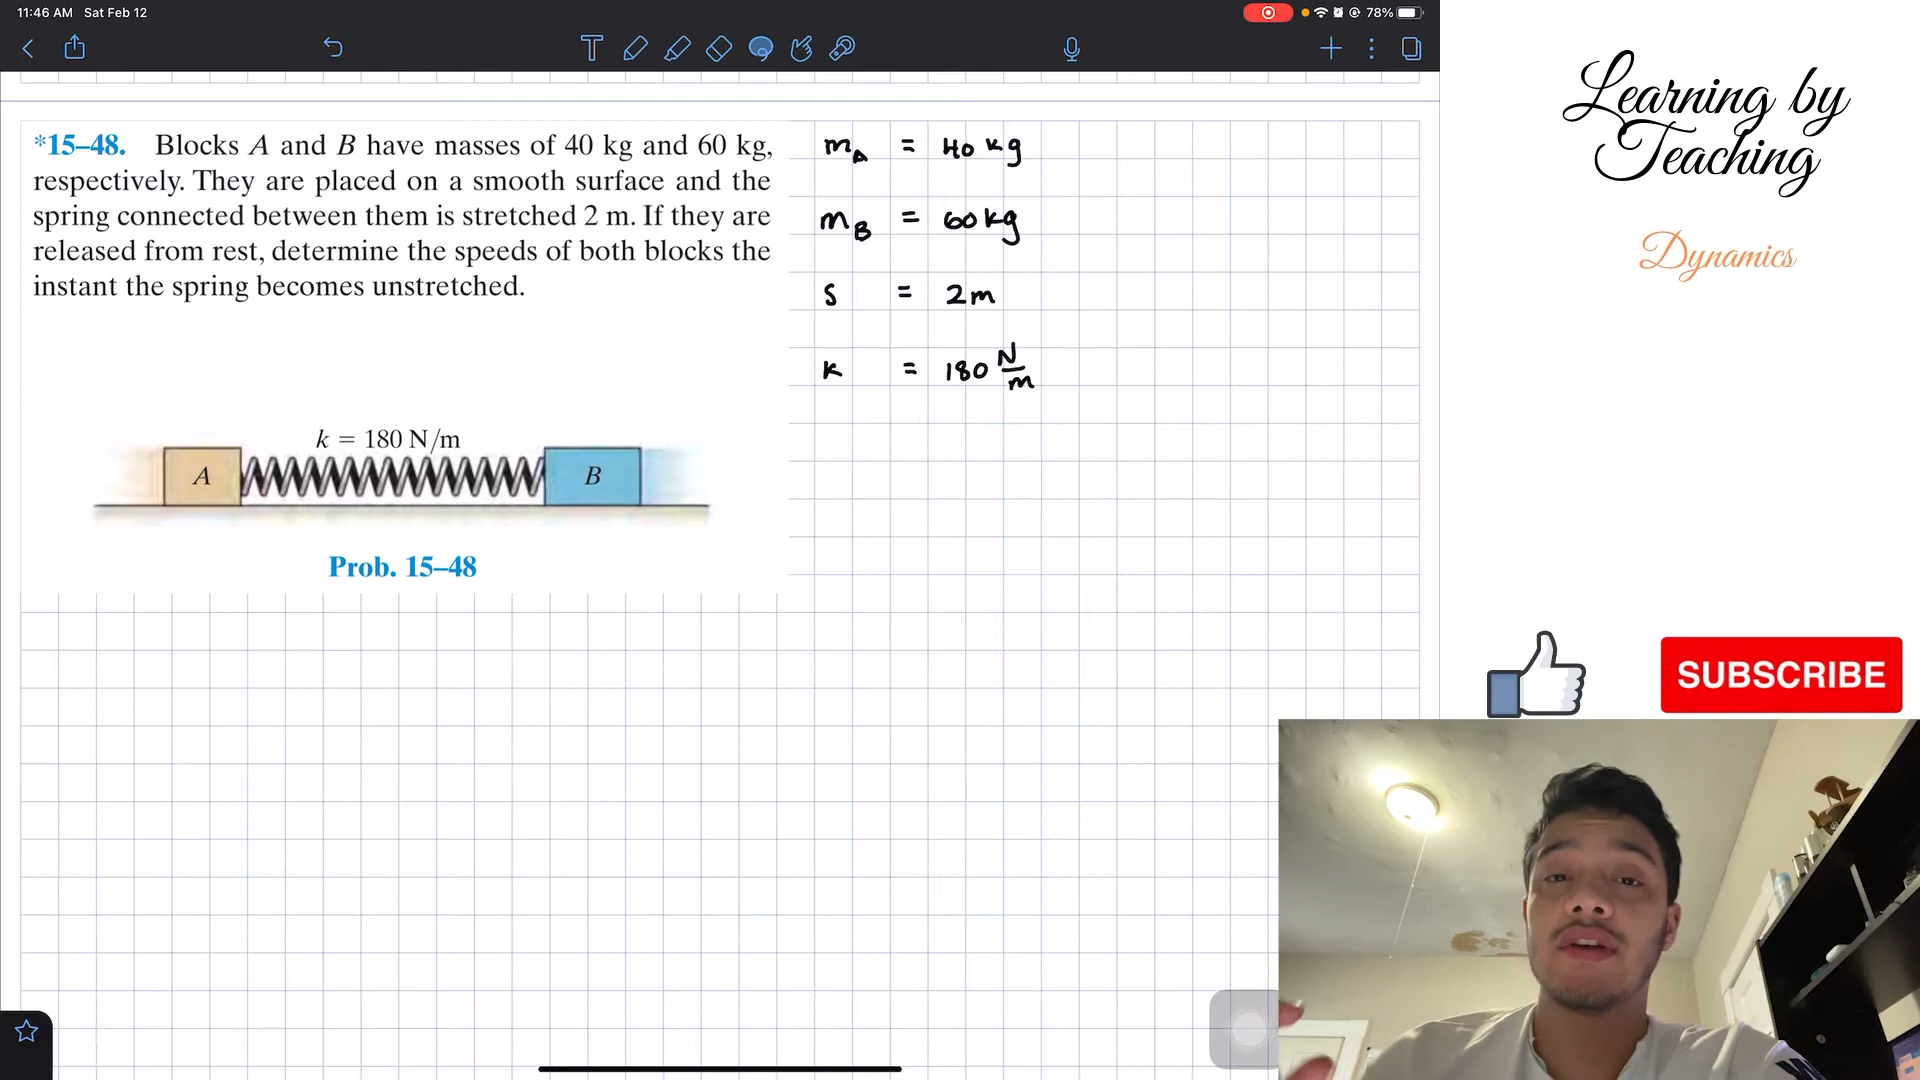 11:46 AM Sat Feb 12
78%
*15–48. Blocks A and B have masses of 40 kg and 60 kg,
respectively. They are placed on a smooth surface and the
spring connected between them is stretched 2 m. If they are
released from rest, determine the speeds of both blocks the
instant the spring becomes unstretched.
k = 180 N/m
A
B
Prob. 15–48
mA = 40 kg
mB = 60 kg
S = 2m
k = 180 N/m
Learning by
Teaching
Dynamics
SUBSCRIBE